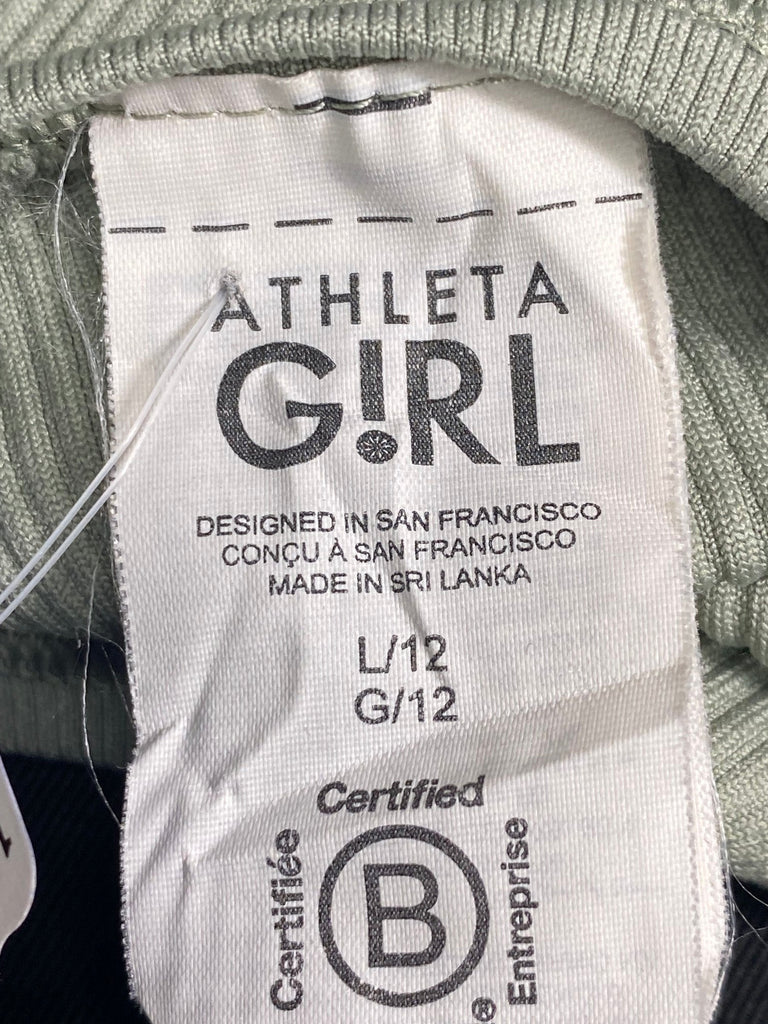 ATHLETA
G!RL
DESIGNED IN SAN FRANCISCO
CONÇU À SAN FRANCISCO
MADE IN SRI LANKA
L/12
G/12
Certified
Certifiée
B
Entreprise
®